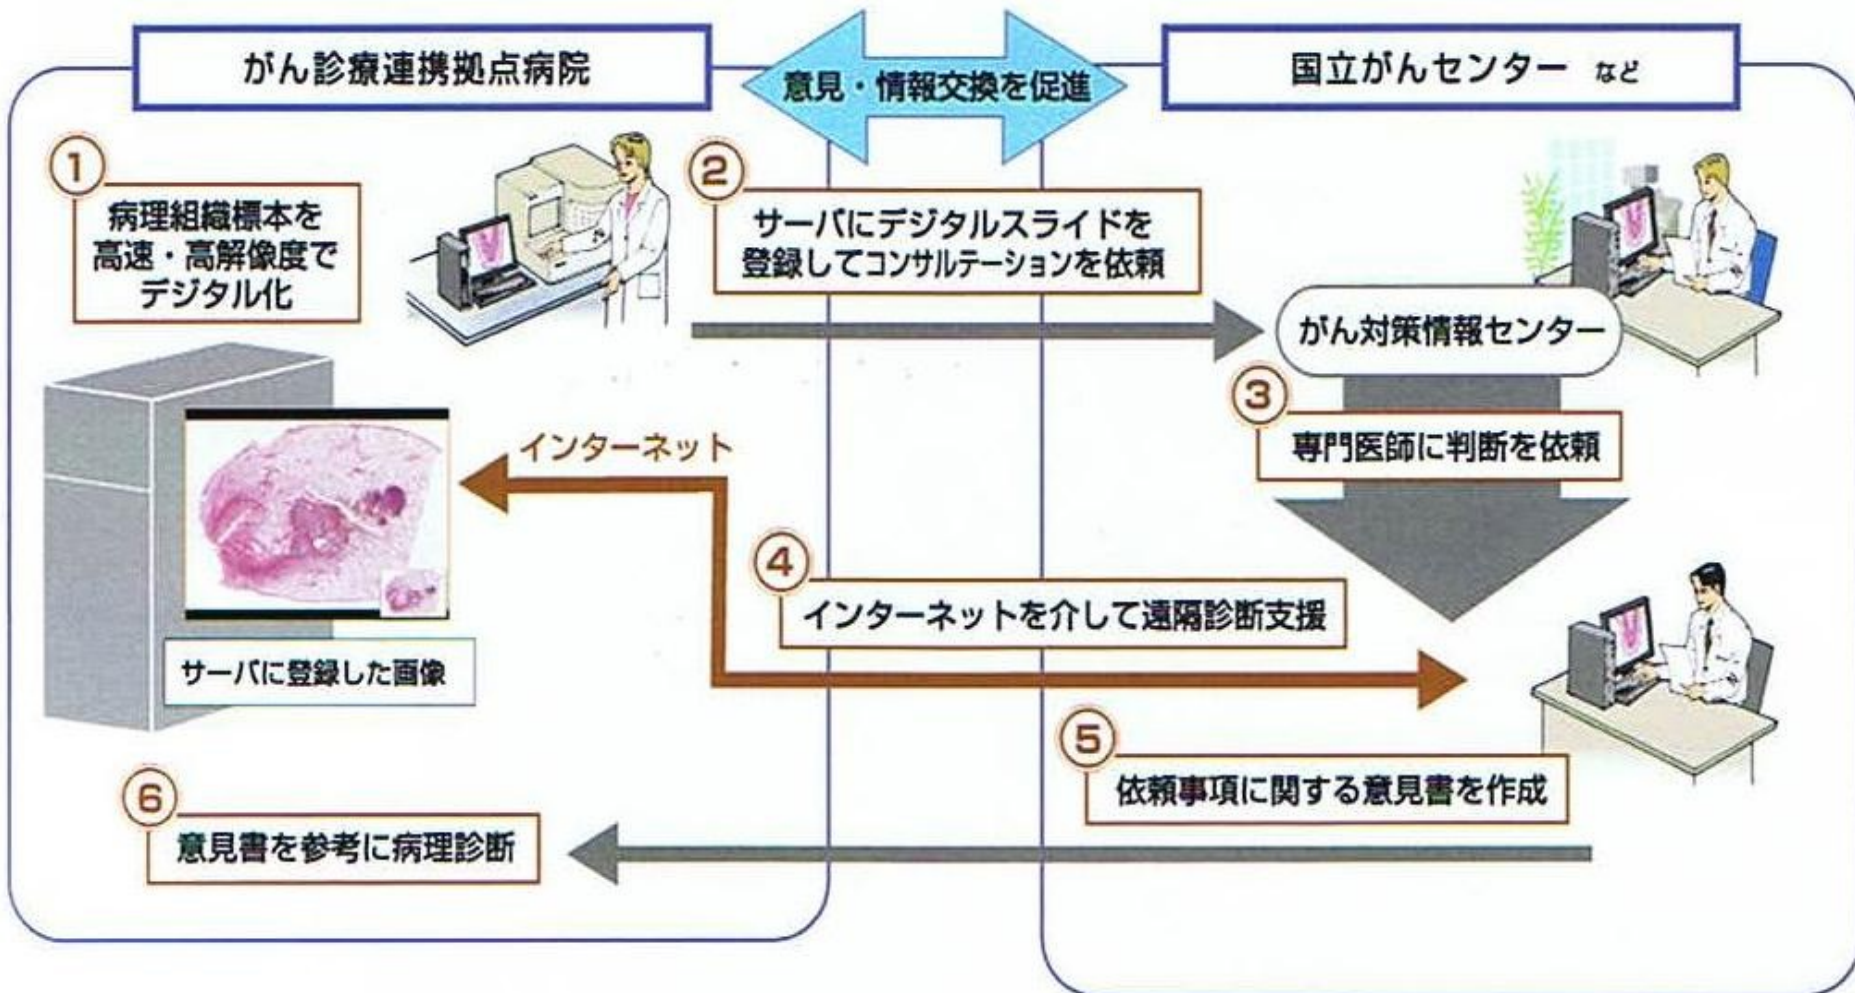 がん診療連携拠点病院
意見・情報交換を促進
国立がんセンター など
①
病理組織標本を
高速・高解像度で
デジタル化
②
サーバにデジタルスライドを
登録してコンサルテーションを依頼
がん対策情報センター
③
専門医師に判断を依頼
インターネット
サーバに登録した画像
④
インターネットを介して遠隔診断支援
⑤
依頼事項に関する意見書を作成
⑥
意見書を参考に病理診断